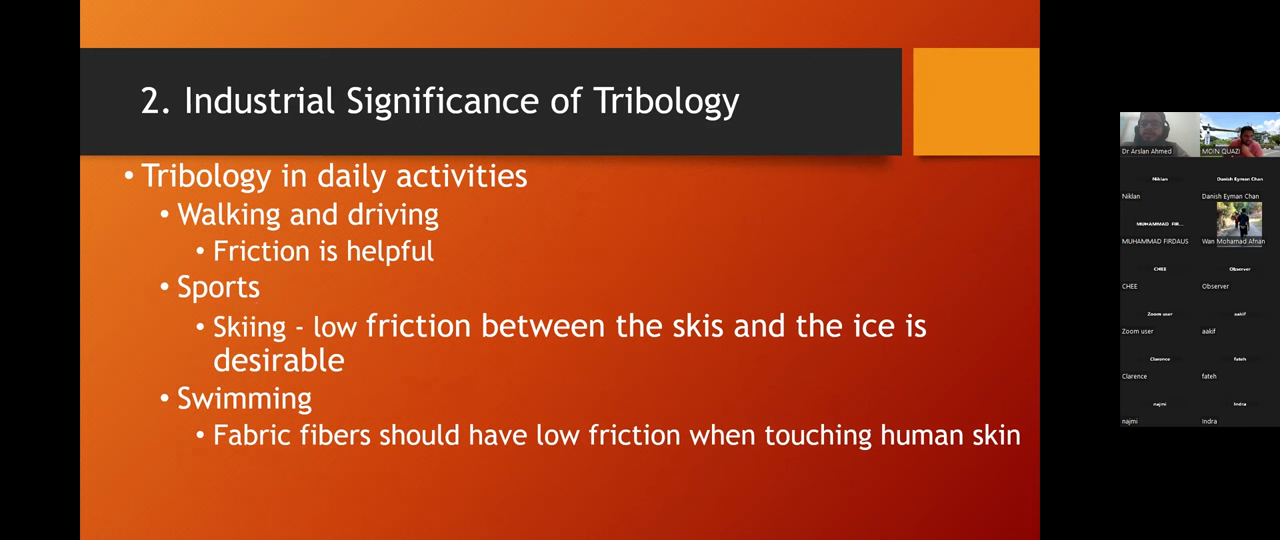 2. Industrial Significance of Tribology
• Tribology in daily activities
• Walking and driving
• Friction is helpful
• Sports
• Skiing - low friction between the skis and the ice is
desirable
• Swimming
• Fabric fibers should have low friction when touching human skin
Dr Arslan Ahmed
MOIN QUAZI
Niklan
Danish Eyman Chan
Niklan
Danish Eyman Chan
MUHAMMAD FIR...
MUHAMMAD FIRDAUS
Wan Mohamad Afnan
CHEE
Observer
CHEE
Observer
Zoom user
aakif
Zoom user
aakif
Clarence
fateh
Clarence
fateh
najmi
Indra
najmi
Indra